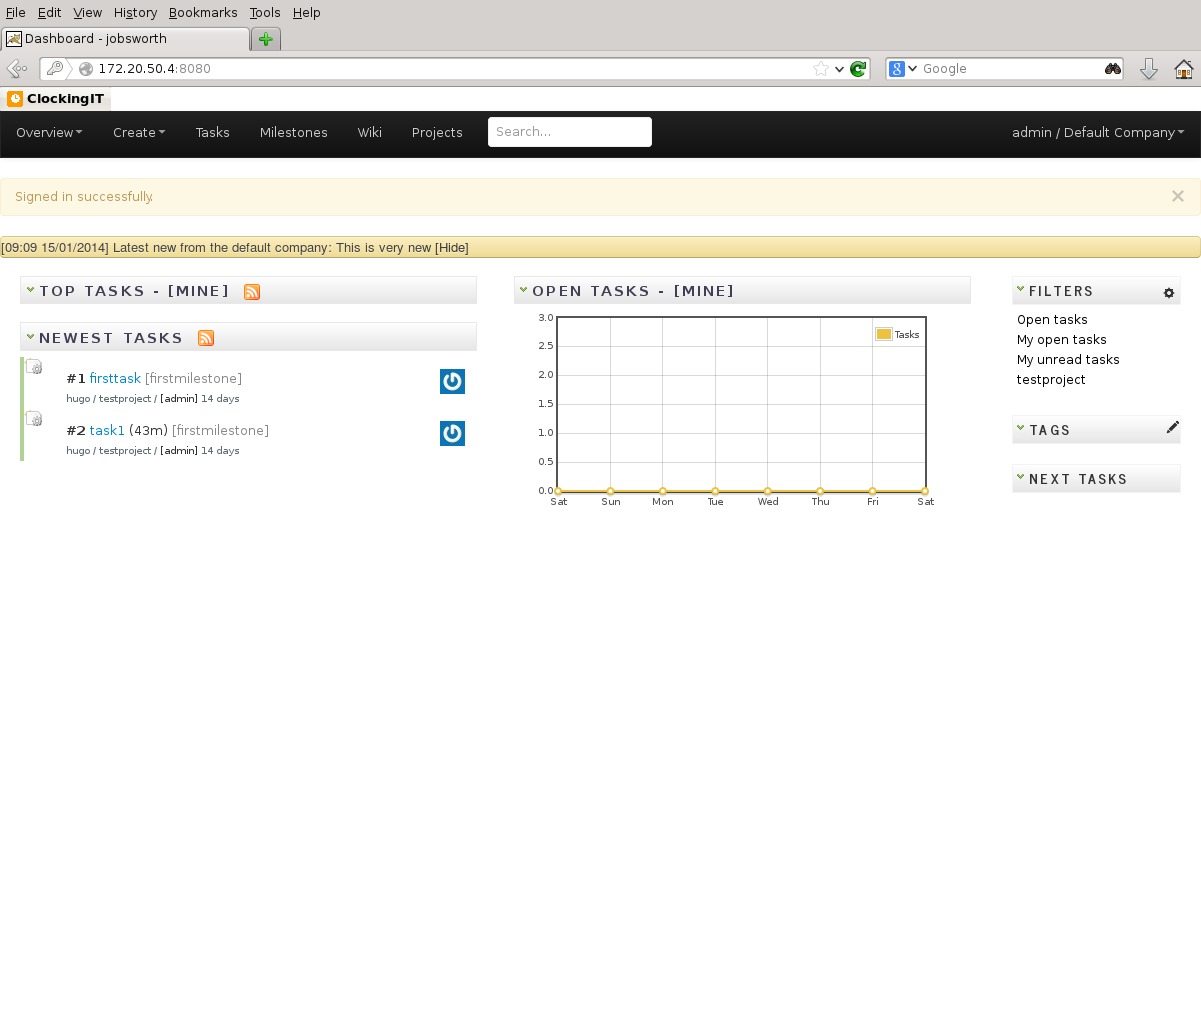 File Edit View History Bookmarks Tools Help
Dashboard - jobsworth
172.20.50.4:8080
Google
ClockingIT
Overview Create Tasks Milestones Wiki Projects Search... admin / Default Company
Signed in successfully.
[09:09 15/01/2014] Latest new from the default company: This is very new [Hide]
TOP TASKS - [MINE]
NEWEST TASKS
#1 firsttask [firstmilestone]
hugo / testproject / [admin] 14 days
#2 task1 (43m) [firstmilestone]
hugo / testproject / [admin] 14 days
OPEN TASKS - [MINE]
Tasks
3.0
2.5
2.0
1.5
1.0
0.5
0.0
Sat Sun Mon Tue Wed Thu Fri Sat
FILTERS
Open tasks
My open tasks
My unread tasks
testproject
TAGS
NEXT TASKS